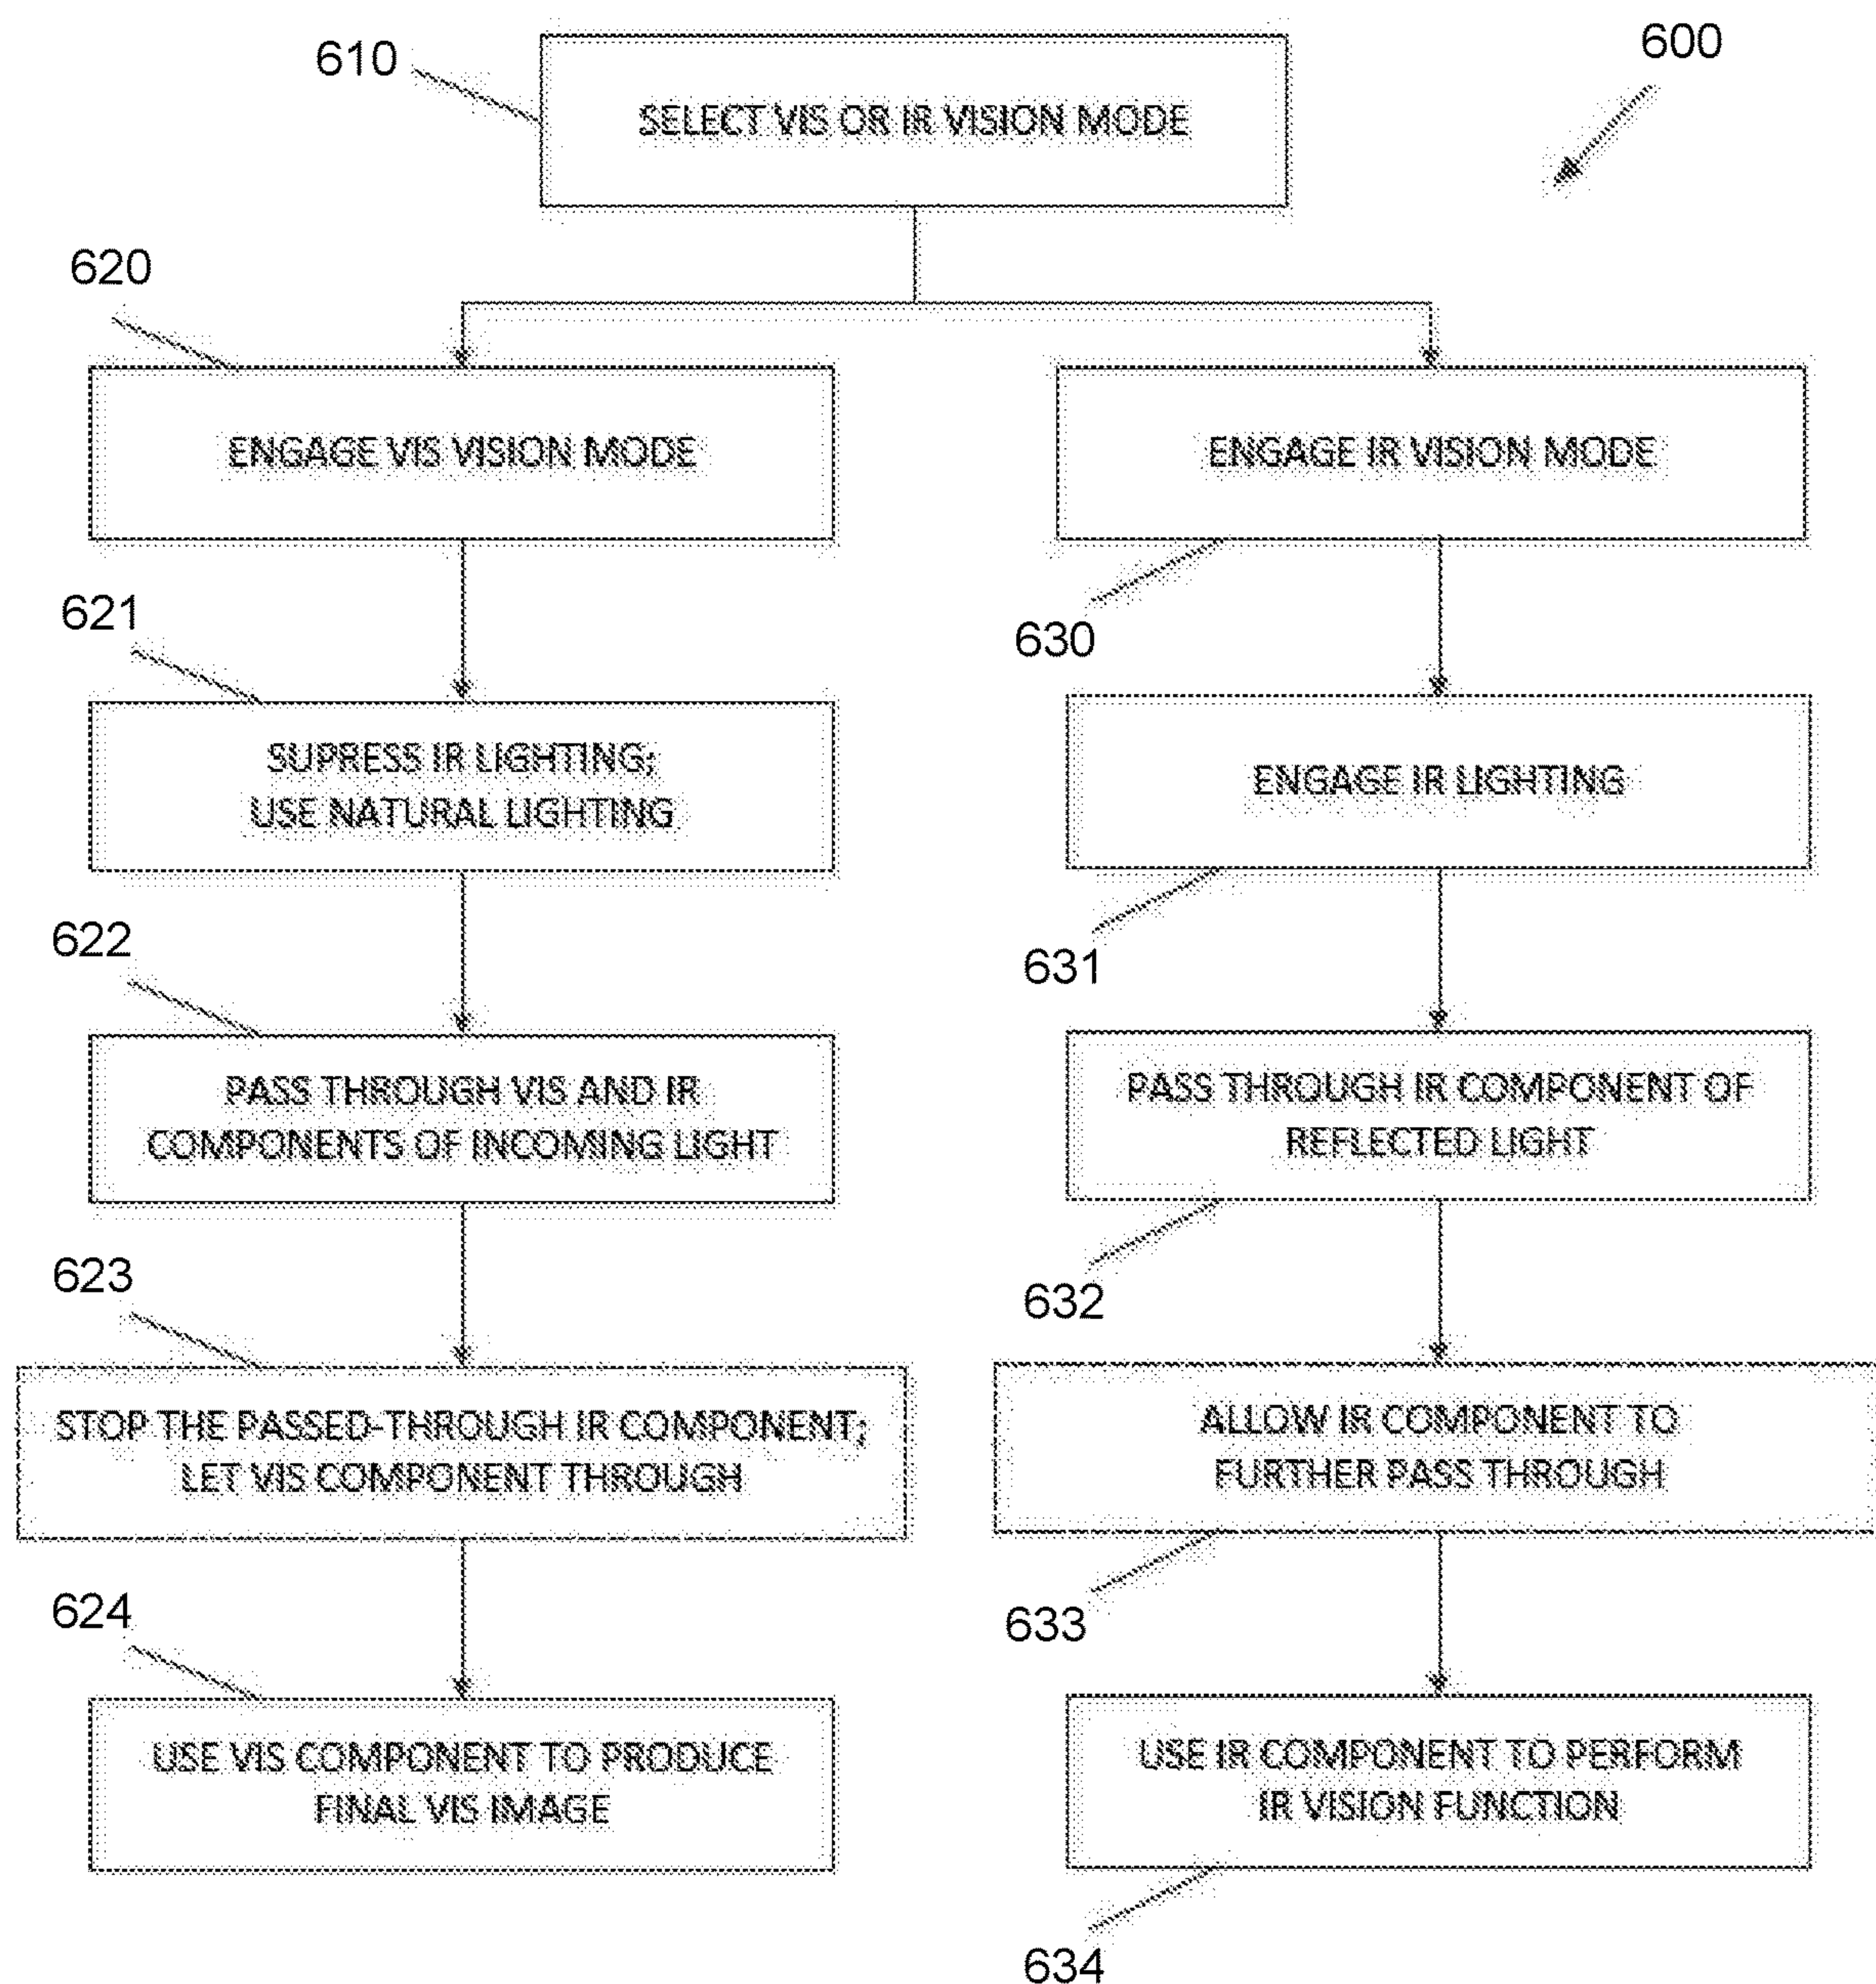 610
600
SELECT VIS OR IR VISION MODE
620
ENGAGE VIS VISION MODE
ENGAGE IR VISION MODE
621
630
SUPRESS IR LIGHTING;
USE NATURAL LIGHTING
ENGAGE IR LIGHTING
622
631
PASS THROUGH VIS AND IR
COMPONENTS OF INCOMING LIGHT
PASS THROUGH IR COMPONENT OF
REFLECTED LIGHT
623
632
STOP THE PASSED-THROUGH IR COMPONENT;
LET VIS COMPONENT THROUGH
ALLOW IR COMPONENT TO
FURTHER PASS THROUGH
624
633
USE VIS COMPONENT TO PRODUCE
FINAL VIS IMAGE
USE IR COMPONENT TO PERFORM
IR VISION FUNCTION
634